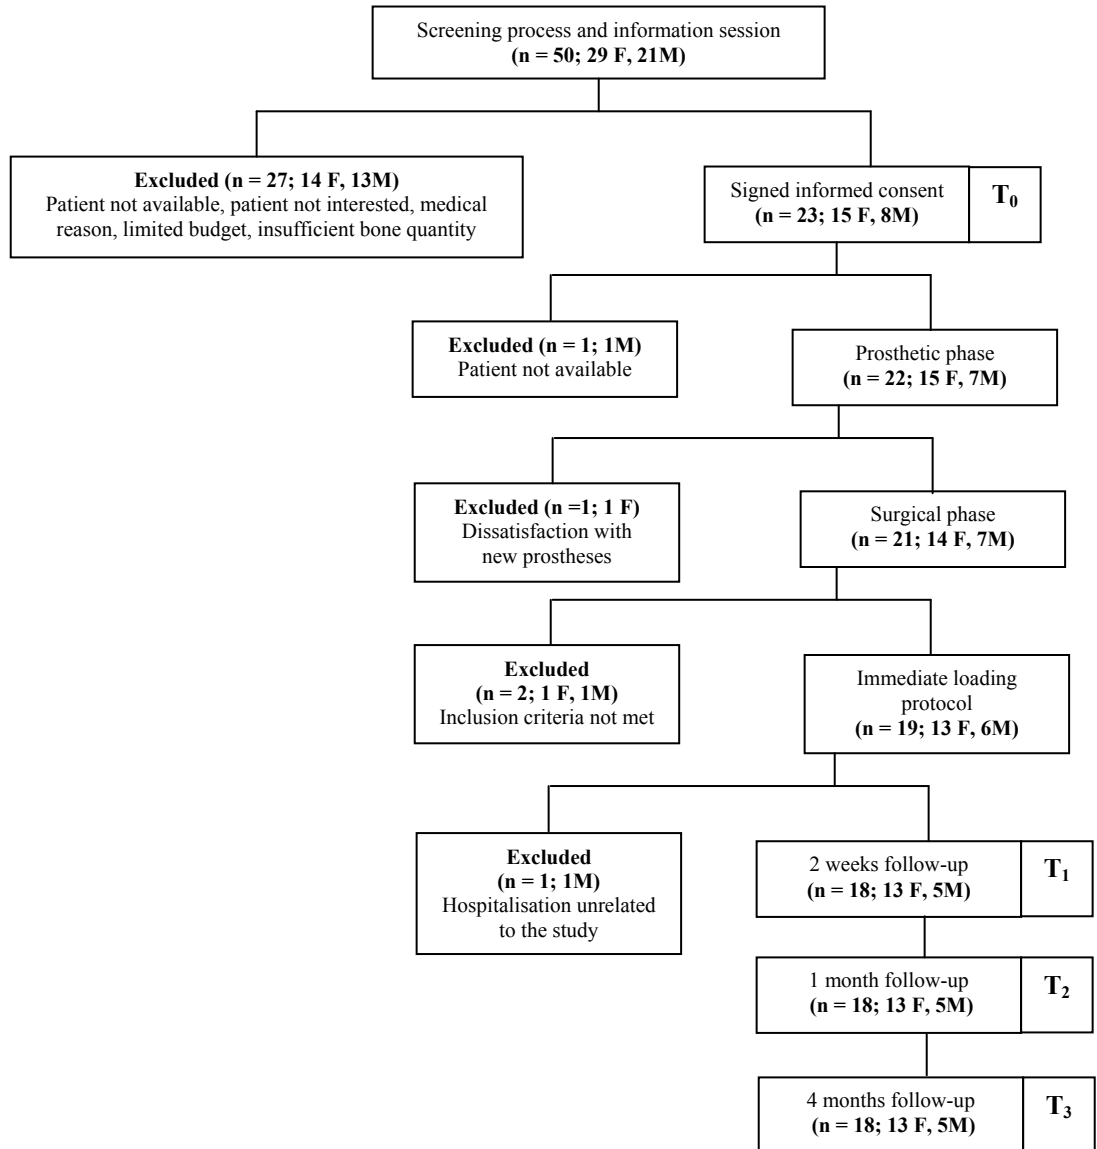 Screening process and information session
(n = 50; 29 F, 21M)
Excluded (n = 27; 14 F, 13M)
Patient not available, patient not interested, medical
reason, limited budget, insufficient bone quantity
Signed informed consent
(n = 23; 15 F, 8M)
T0
Excluded (n = 1; 1M)
Patient not available
Prosthetic phase
(n = 22; 15 F, 7M)
Excluded (n =1; 1 F)
Dissatisfaction with
new prostheses
Surgical phase
(n = 21; 14 F, 7M)
Excluded
(n = 2; 1 F, 1M)
Inclusion criteria not met
Immediate loading
protocol
(n = 19; 13 F, 6M)
Excluded
(n = 1; 1M)
Hospitalisation unrelated
to the study
2 weeks follow-up
(n = 18; 13 F, 5M)
T1
1 month follow-up
(n = 18; 13 F, 5M)
T2
4 months follow-up
(n = 18; 13 F, 5M)
T3